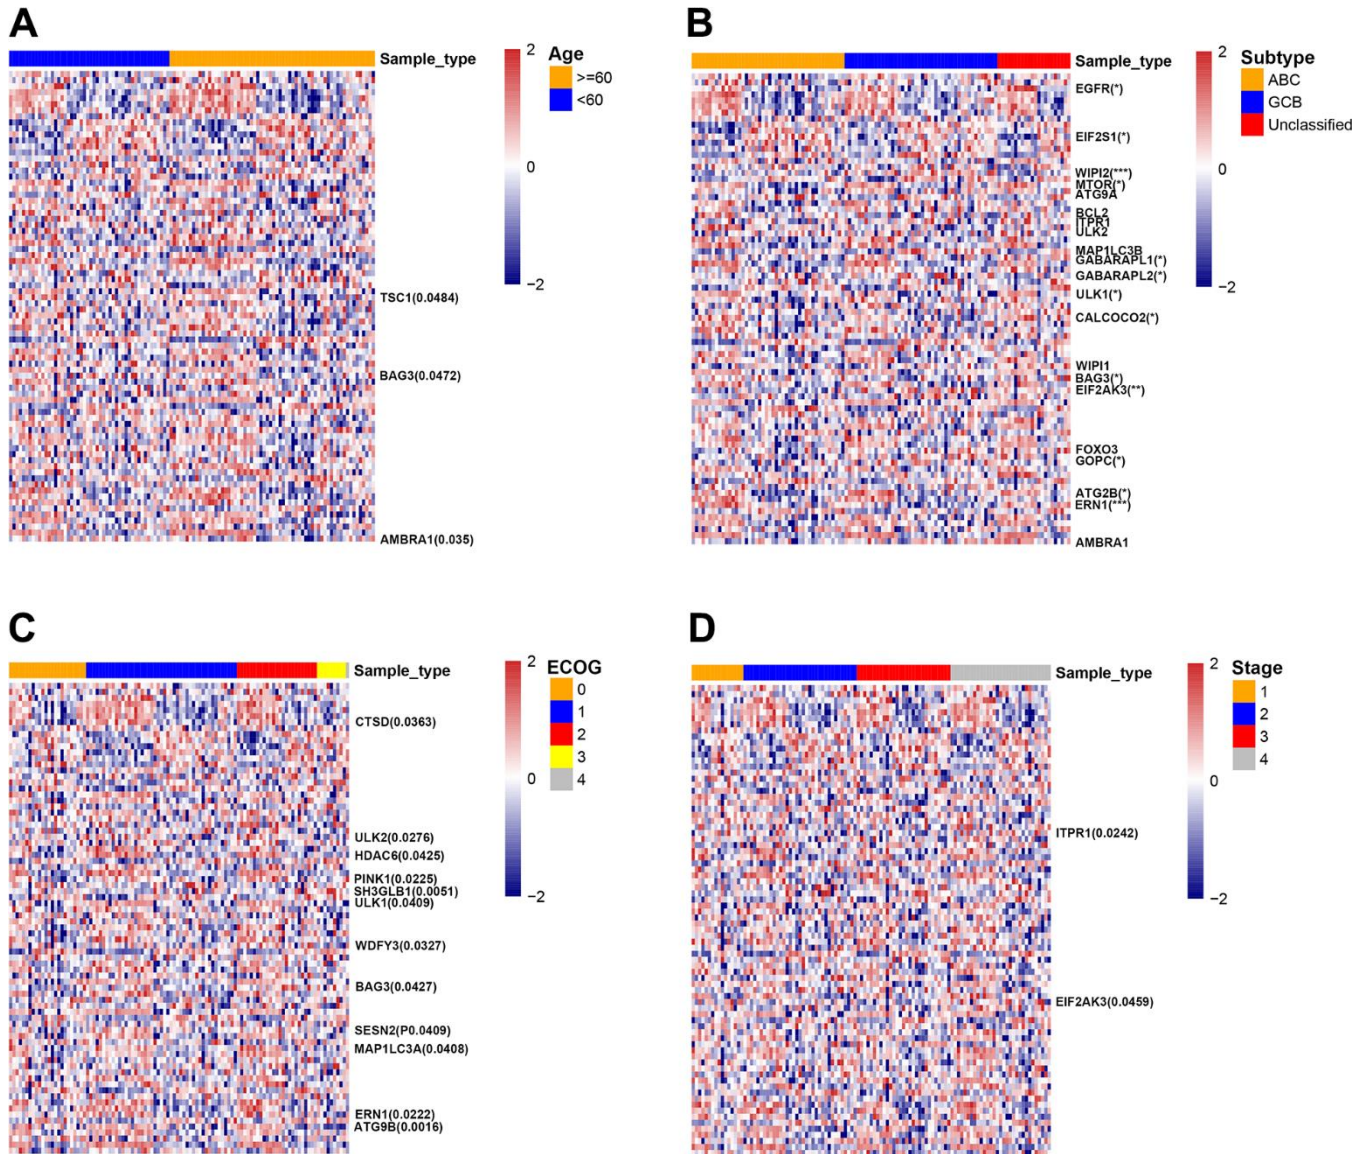 A
Sample_type
2
0
−2
Age
>=60
<60
TSC1(0.0484)
BAG3(0.0472)
AMBRA1(0.035)
B
Sample_type
2
0
−2
Subtype
ABC
GCB
Unclassified
EGFR(*)
EIF2S1(*)
WIPI2(***)
MTOR(*)
ATG9A
BCL2
ITPR1
ULK2
MAP1LC3B
GABARAPL1(*)
GABARAPL2(*)
ULK1(*)
CALCOCO2(*)
WIPI1
BAG3(*)
EIF2AK3(**)
FOXO3
GOPC(*)
ATG2B(*)
ERN1(***)
AMBRA1
C
Sample_type
2
0
−2
ECOG
0
1
2
3
4
CTSD(0.0363)
ULK2(0.0276)
HDAC6(0.0425)
PINK1(0.0225)
SH3GLB1(0.0051)
ULK1(0.0409)
WDFY3(0.0327)
BAG3(0.0427)
SESN2(P0.0409)
MAP1LC3A(0.0408)
ERN1(0.0222)
ATG9B(0.0016)
D
Sample_type
2
0
−2
Stage
1
2
3
4
ITPR1(0.0242)
EIF2AK3(0.0459)